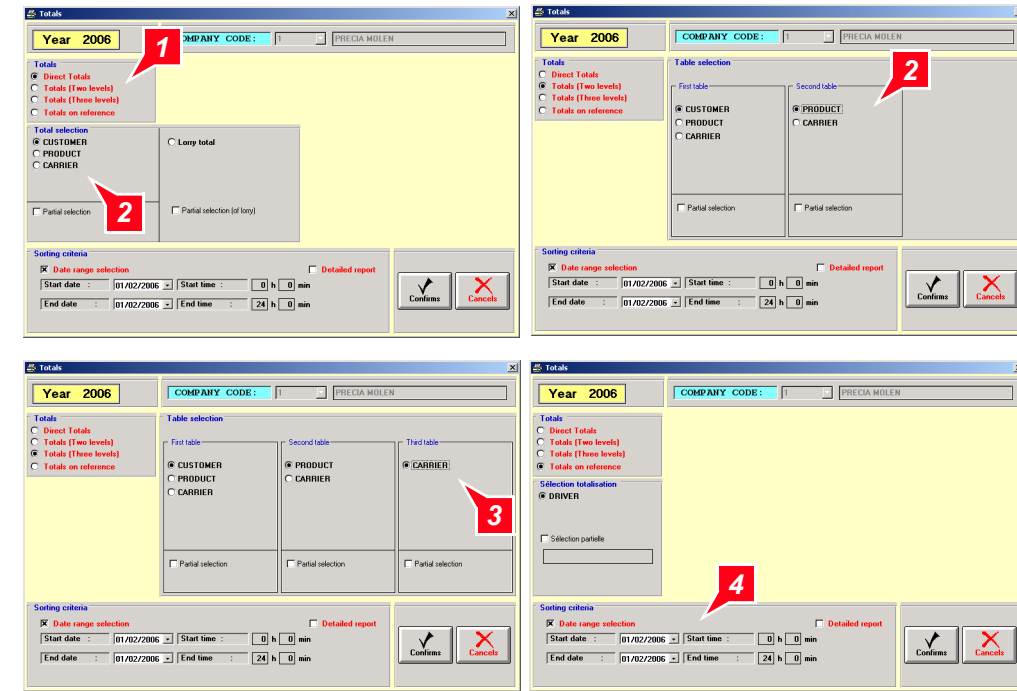 Totals
Year 2006
COMPANY CODE: 1 PRECIA MOLEN
1
Totals
Direct Totals
Totals (Two levels)
Totals (Three levels)
Totals on reference
Total selection
CUSTOMER
PRODUCT
CARRIER
Lorry total
2
Partial selection
Partial selection (of lorry)
Sorting criteria
Date range selection
Detailed report
Start date : 01/02/2006 Start time : 0 h 0 min
End date : 01/02/2006 End time : 24 h 0 min
Confirms
Cancels
Totals
Year 2006
COMPANY CODE: 1 PRECIA MOLEN
Totals
Direct Totals
Totals (Two levels)
Totals (Three levels)
Totals on reference
Table selection
2
First table
CUSTOMER
PRODUCT
CARRIER
Partial selection
Second table
PRODUCT
CARRIER
Partial selection
Sorting criteria
Date range selection
Detailed report
Start date : 01/02/2006 Start time : 0 h 0 min
End date : 01/02/2006 End time : 24 h 0 min
Confirms
Cancels
Totals
Year 2006
COMPANY CODE: 1 PRECIA MOLEN
Totals
Direct Totals
Totals (Two levels)
Totals (Three levels)
Totals on reference
Table selection
First table
CUSTOMER
PRODUCT
CARRIER
Partial selection
Second table
PRODUCT
CARRIER
Partial selection
Third table
CARRIER
3
Partial selection
Sorting criteria
Date range selection
Detailed report
Start date : 01/02/2006 Start time : 0 h 0 min
End date : 01/02/2006 End time : 24 h 0 min
Confirms
Cancels
Totals
Year 2006
COMPANY CODE: 1 PRECIA MOLEN
Totals
Direct Totals
Totals (Two levels)
Totals (Three levels)
Totals on reference
Sélection totalisation
DRIVER
Sélection partielle
4
Sorting criteria
Date range selection
Detailed report
Start date : 01/02/2006 Start time : 0 h 0 min
End date : 01/02/2006 End time : 24 h 0 min
Confirms
Cancels